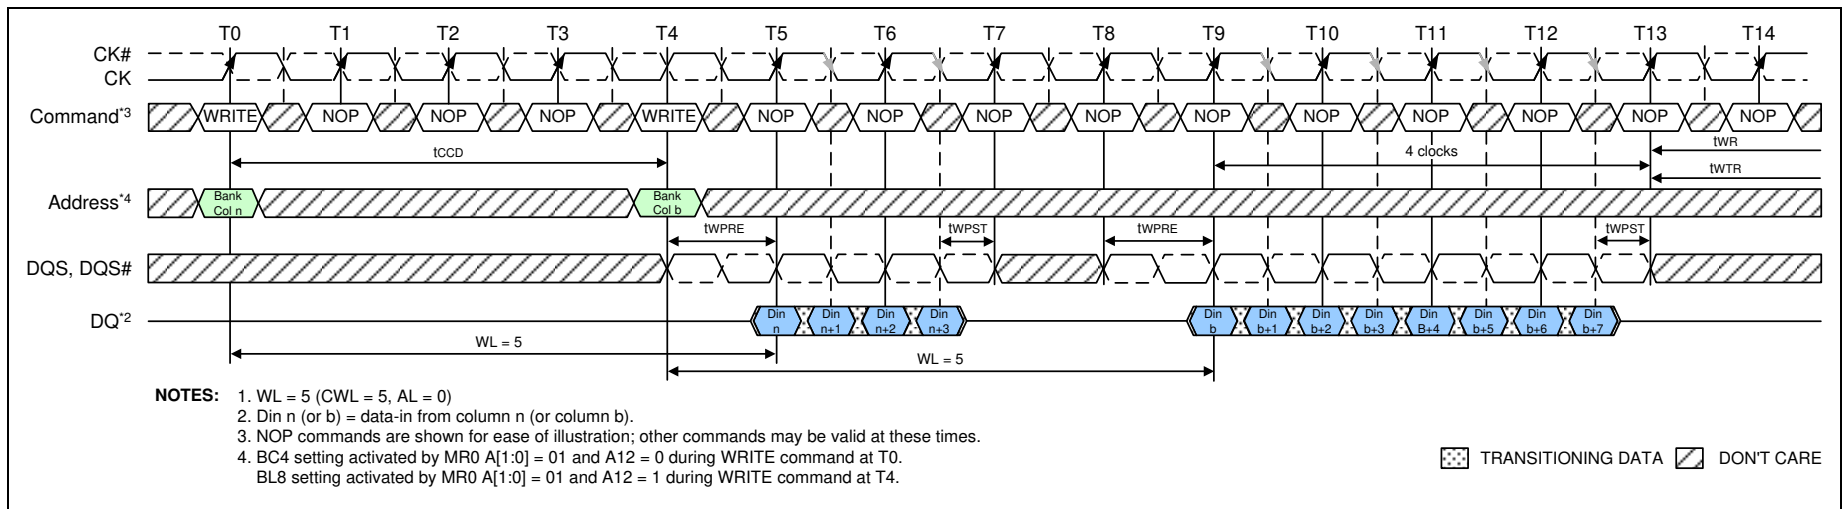 T0 T1 T2 T3 T4 T5 T6 T7 T8 T9 T10 T11 T12 T13 T14
CK#
CK
Command*3 WRITE NOP NOP NOP WRITE NOP NOP NOP NOP NOP NOP NOP NOP NOP NOP
tCCD 4 clocks tWR
tWTR
Address*4 Bank Col n Bank Col b
tWPRE tWPST tWPRE tWPST
DQS, DQS#
DQ*2 Din n Din n+1 Din n+2 Din n+3 Din b Din b+1 Din b+2 Din b+3 Din B+4 Din b+5 Din b+6 Din b+7
WL = 5
WL = 5
NOTES: 1. WL = 5 (CWL = 5, AL = 0)
2. Din n (or b) = data-in from column n (or column b).
3. NOP commands are shown for ease of illustration; other commands may be valid at these times.
4. BC4 setting activated by MR0 A[1:0] = 01 and A12 = 0 during WRITE command at T0.
BL8 setting activated by MR0 A[1:0] = 01 and A12 = 1 during WRITE command at T4.
TRANSITIONING DATA DON'T CARE